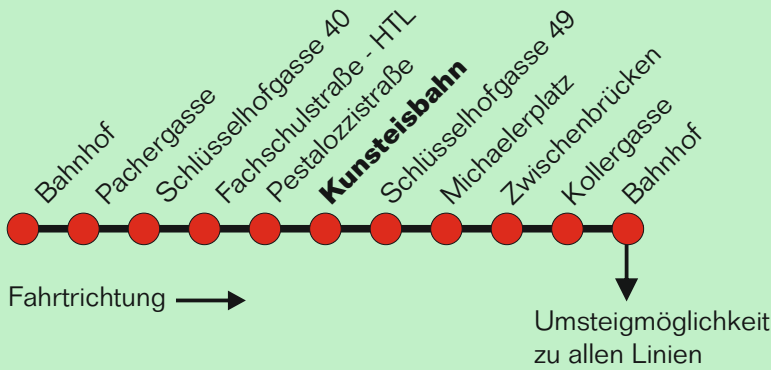 Bahnhof
Pachergasse
Schlüsselhofgasse 40
Fachschulstraße - HTL
Pestalozzistraße
Kunsteisbahn
Schlüsselhofgasse 49
Michaelerplatz
Zwischenbrücken
Kollergasse
Bahnhof
Fahrtrichtung
Umsteigmöglichkeit
zu allen Linien